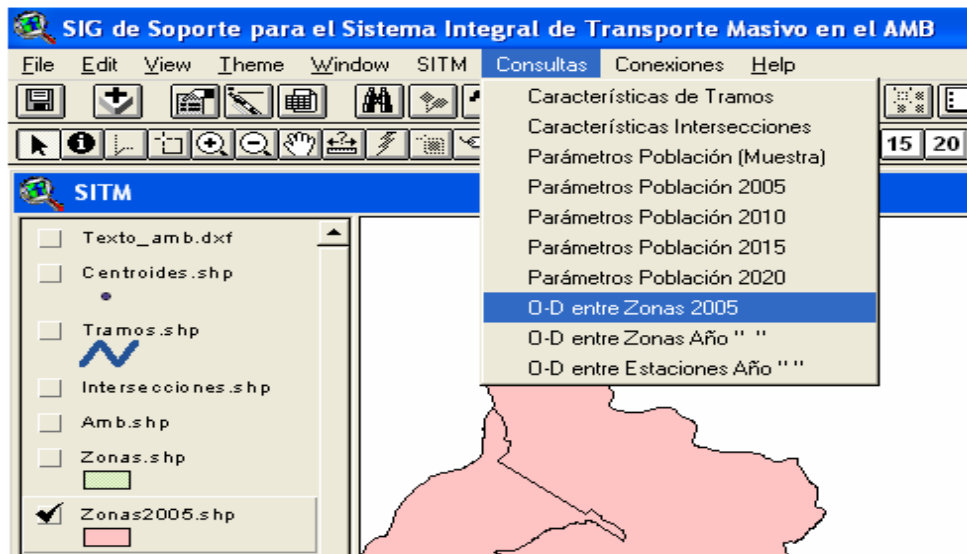 SIG de Soporte para el Sistema Integral de Transporte Masivo en el AMB
File Edit View Theme Window SITM Consultas Conexiones Help
Características de Tramos
Características Intersecciones
Parámetros Población (Muestra)
Parámetros Población 2005
Parámetros Población 2010
Parámetros Población 2015
Parámetros Población 2020
O-D entre Zonas 2005
O-D entre Zonas Año " "
O-D entre Estaciones Año " "
15 20
SITM
Texto_amb.dxf
Centroides.shp
Tramos.shp
Intersecciones.shp
Amb.shp
Zonas.shp
Zonas2005.shp